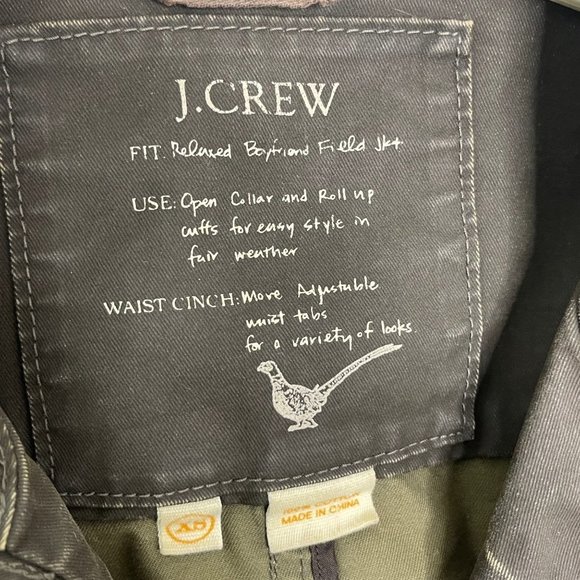 J.CREW
FIT: Relaxed Boyfriend Field Jkt
USE: Open Collar and Roll up
cuffs for easy style in
fair weather
WAIST CINCH: Move Adjustable
waist tabs
for a variety of looks.
MADE IN CHINA